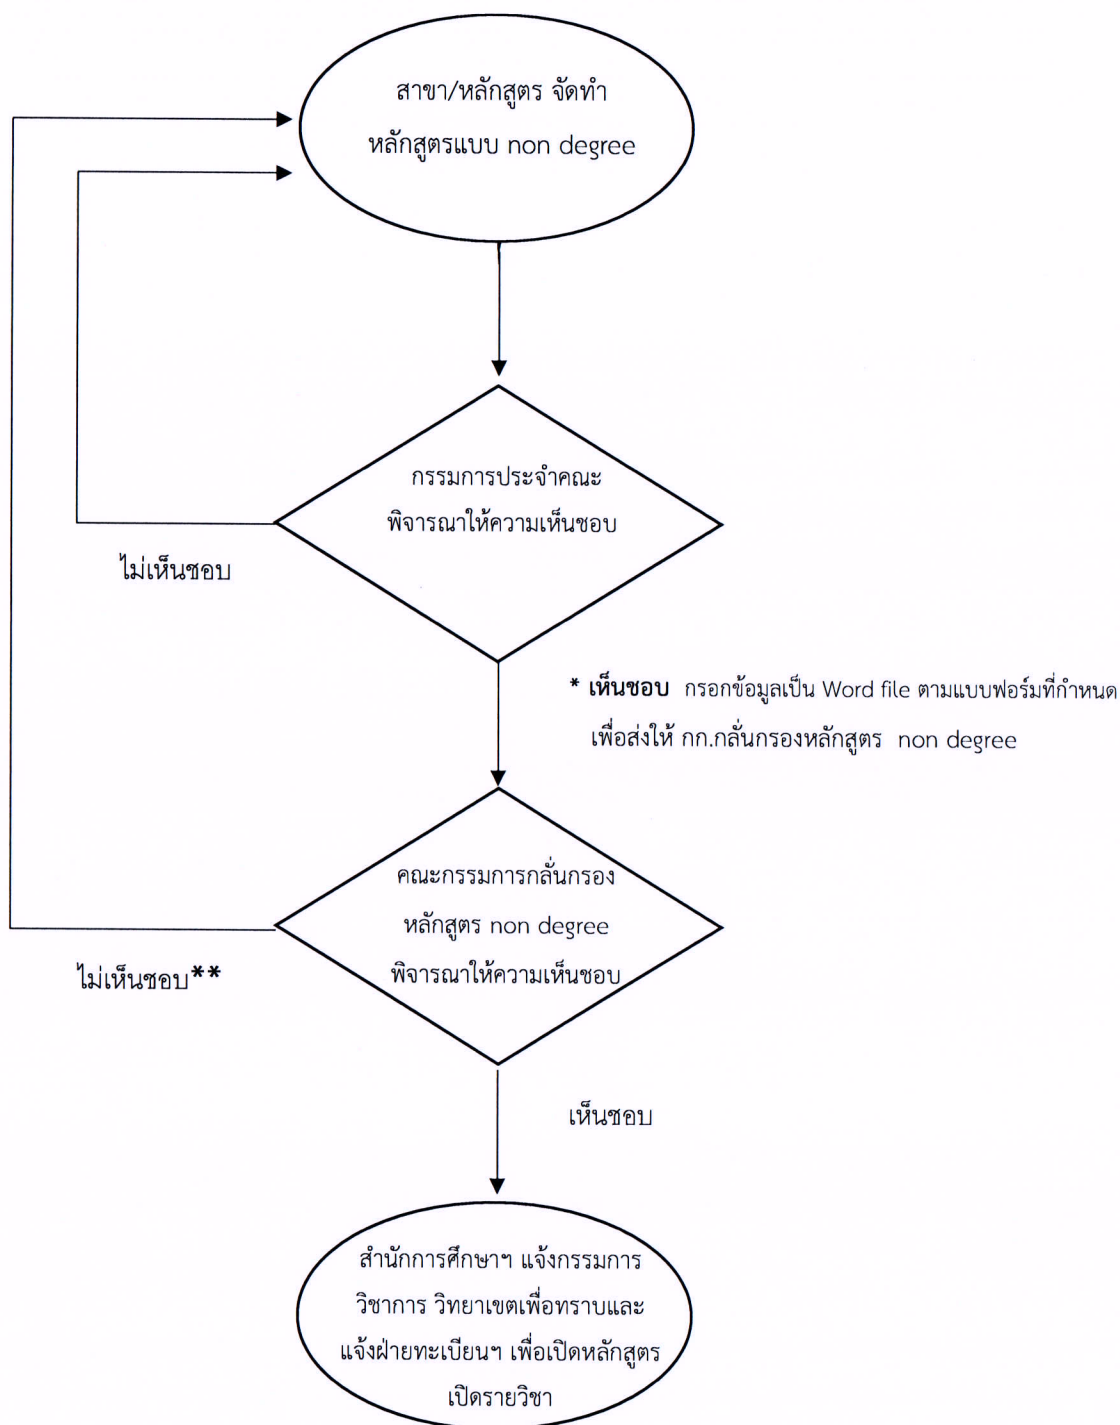 สาขา/หลักสูตร จัดทำ
หลักสูตรแบบ non degree
กรรมการประจำคณะ
พิจารณาให้ความเห็นชอบ
ไม่เห็นชอบ
* เห็นชอบ กรอกข้อมูลเป็น Word file ตามแบบฟอร์มที่กำหนด
เพื่อส่งให้ กก.กลั่นกรองหลักสูตร non degree
คณะกรรมการกลั่นกรอง
หลักสูตร non degree
พิจารณาให้ความเห็นชอบ
ไม่เห็นชอบ**
เห็นชอบ
สำนักการศึกษาฯ แจ้งกรรมการ
วิชาการ วิทยาเขตเพื่อทราบและ
แจ้งฝ่ายทะเบียนฯ เพื่อเปิดหลักสูตร
เปิดรายวิชา